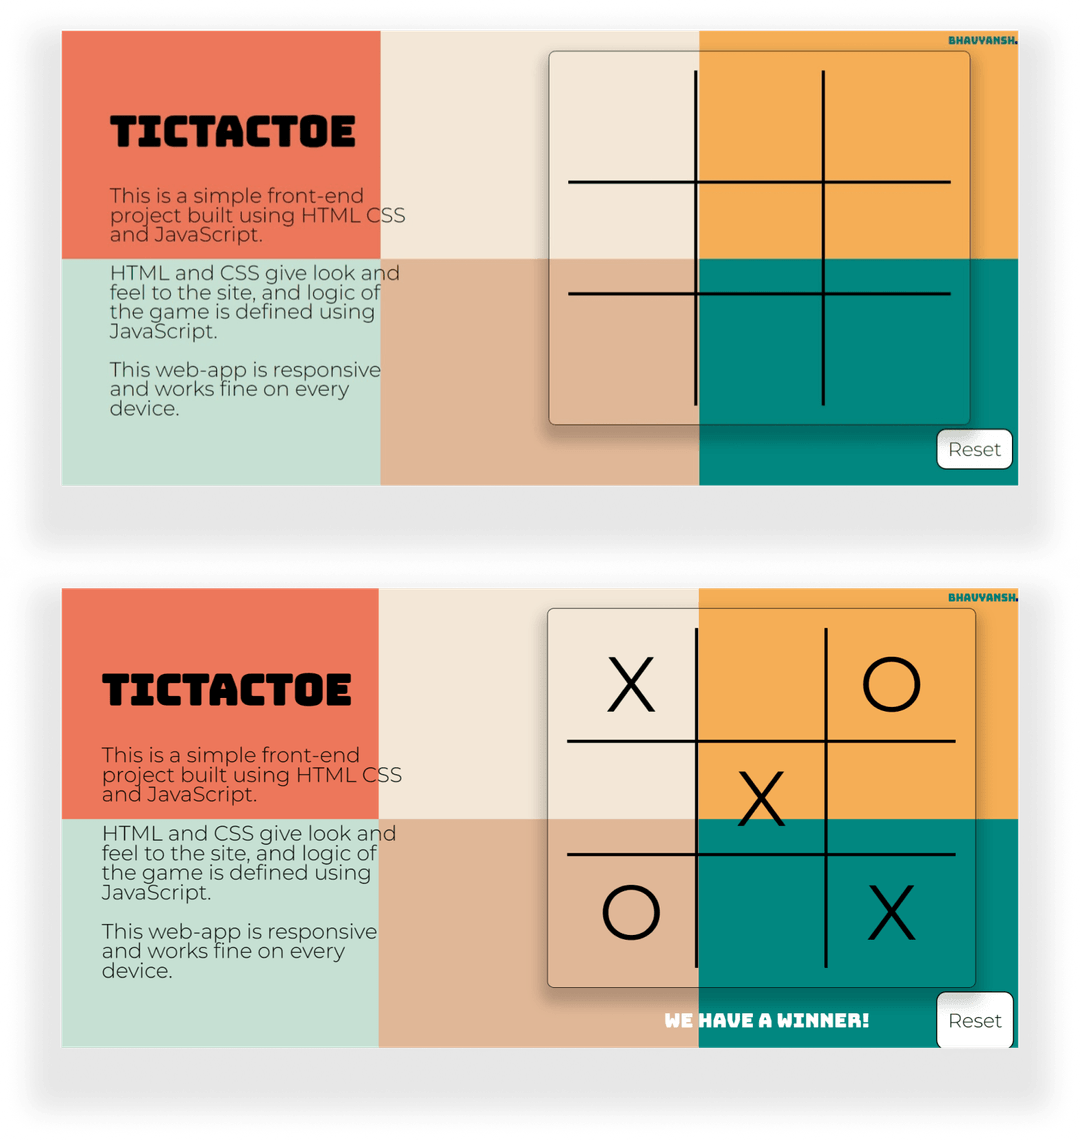 BHAVYANSH.
TICTACTOE
This is a simple front-end
project built using HTML CSS
and JavaScript.
HTML and CSS give look and
feel to the site, and logic of
the game is defined using
JavaScript.
This web-app is responsive
and works fine on every
device.
Reset
BHAVYANSH.
TICTACTOE
This is a simple front-end
project built using HTML CSS
and JavaScript.
HTML and CSS give look and
feel to the site, and logic of
the game is defined using
JavaScript.
This web-app is responsive
and works fine on every
device.
X O
X
O X
WE HAVE A WINNER!
Reset